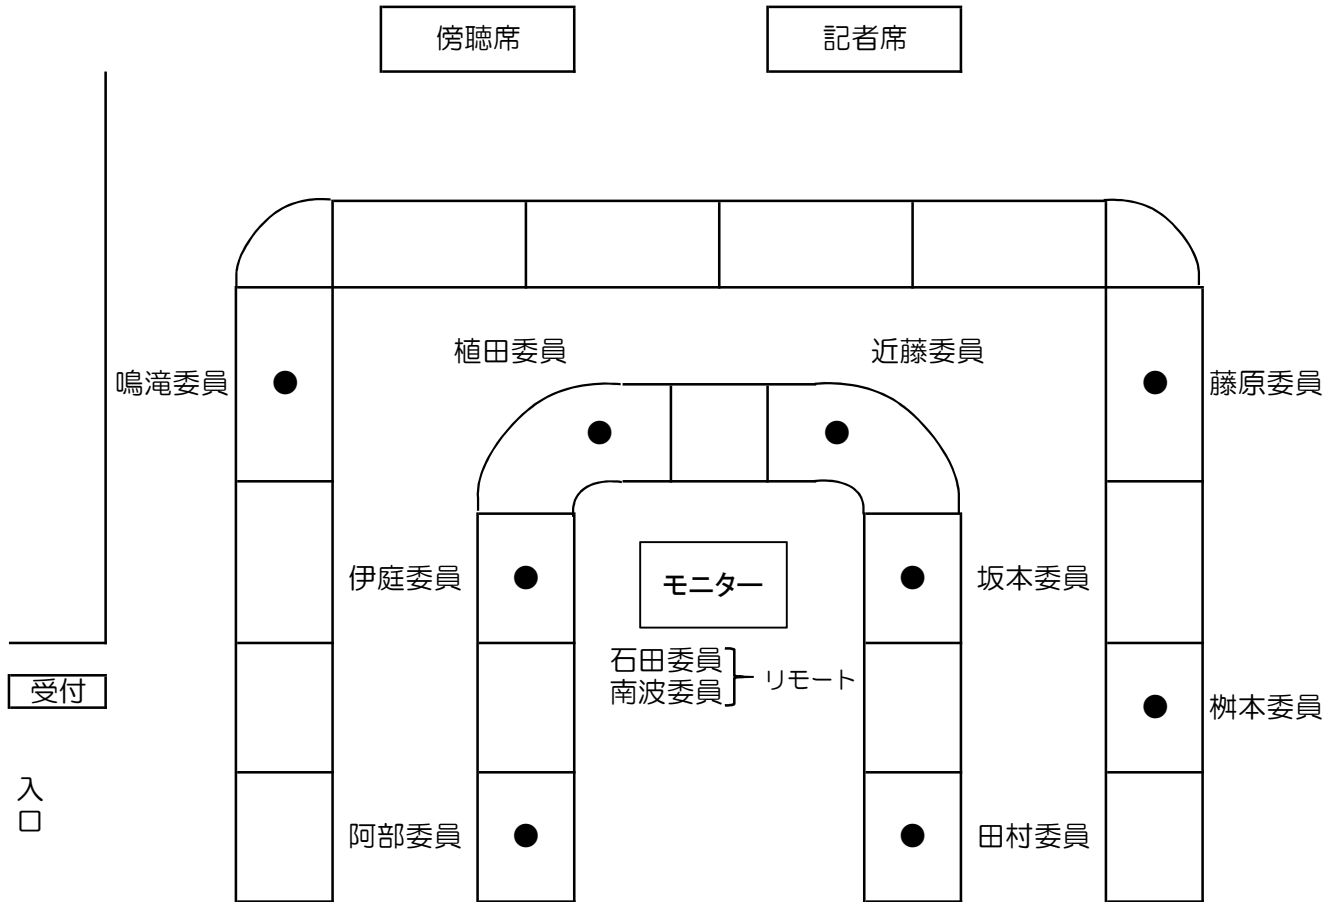 傍聴席
記者席
植田委員
近藤委員
鳴滝委員
藤原委員
伊庭委員
モニター
坂本委員
石田委員
南波委員
リモート
受付
桝本委員
入口
阿部委員
田村委員